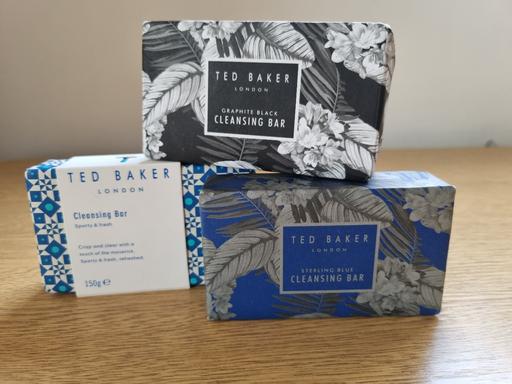 TED BAKER
LONDON
GRAPHITE BLACK
CLEANSING BAR
TED BAKER
LONDON
Cleansing Bar
Sporty & fresh
Crisp and clear with a
touch of the maverick.
Sporty & fresh, refreshed.
150g ℮
TED BAKER
LONDON
STERLING BLUE
CLEANSING BAR